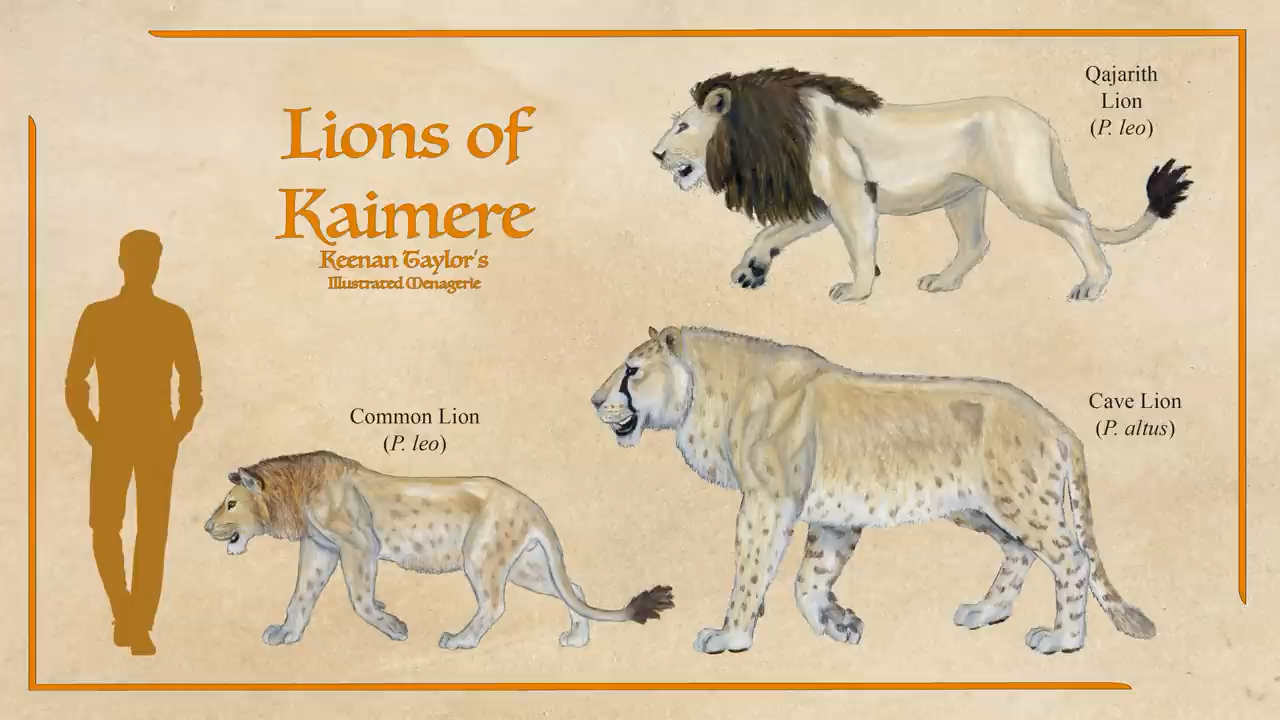 Lions of
Kaimere
Keenan Taylor's
Illustrated Menagerie
Qajarith
Lion
(P. leo)
Common Lion
(P. leo)
Cave Lion
(P. altus)